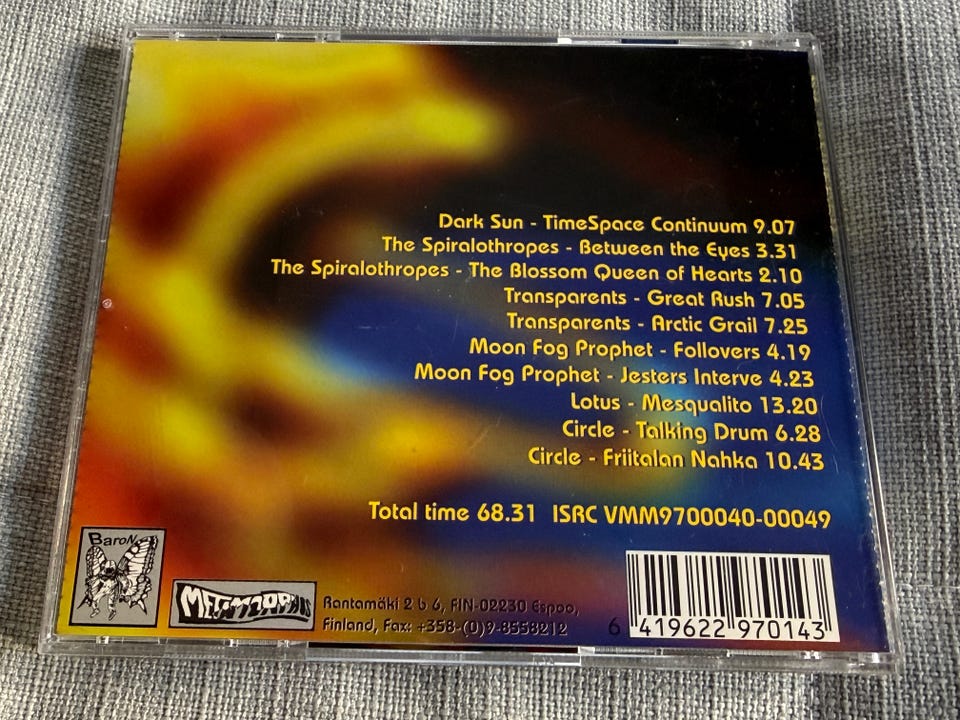 Dark Sun - TimeSpace Continuum 9.07
The Spiralothropes - Between the Eyes 3.31
The Spiralothropes - The Blossom Queen of Hearts 2.10
Transparents - Great Rush 7.05
Transparents - Arctic Grail 7.25
Moon Fog Prophet - Followers 4.19
Moon Fog Prophet - Jesters Interve 4.23
Lotus - Mesqualito 13.20
Circle - Talking Drum 6.28
Circle - Friitalan Nahka 10.43
Total time 68.31 ISRC VMM9700040-00049
BaroN
METAMORPHOS
Rantamäki 2 b 6, FIN-02230 Espoo,
Finland, Fax: +358-(0)9-8558212
6 419622 970143